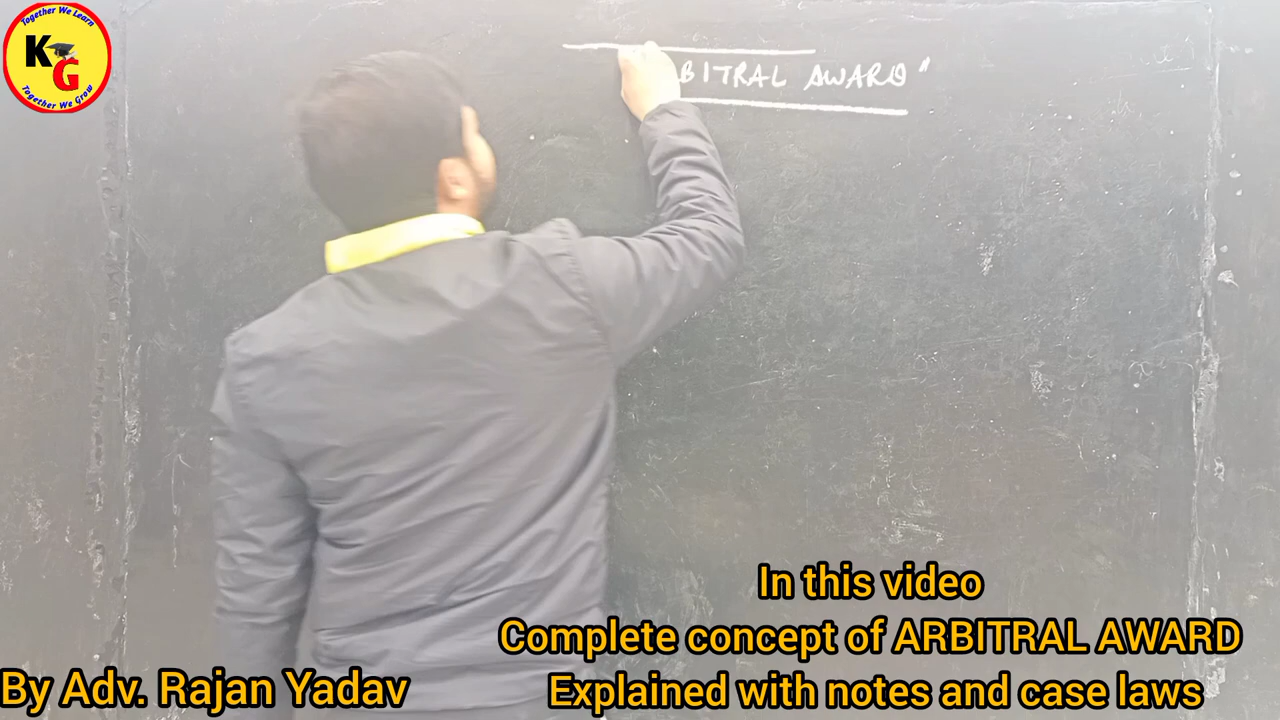 Together We Learn
KG
Together We Grow
BITRAL AWARD"
In this video
Complete concept of ARBITRAL AWARD
Explained with notes and case laws
By Adv. Rajan Yadav